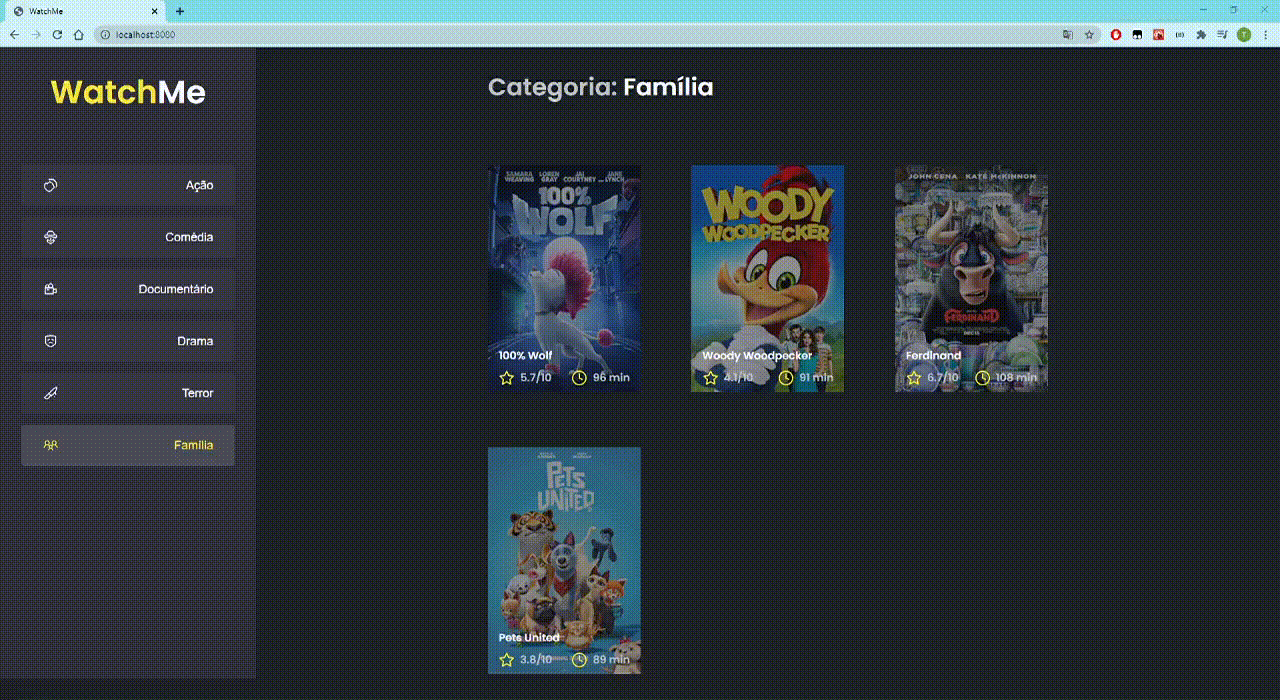 WatchMe
localhost:8080
T
WatchMe
Ação
Comédia
Documentário
Drama
Terror
Família
Categoria: Família
SAMARA WEAVING LOREN GRAY JAI COURTNEY JANE LYNCH
100%
WOLF
100% Wolf
5.7/10 96 min
WOODY
WOODPECKER
Woody Woodpecker
4.1/10 91 min
JOHN CENA KATE McKINNON
FERDINAND
Ferdinand
6.7/10 108 min
PETS
UNITED
Pets United
3.8/10 89 min